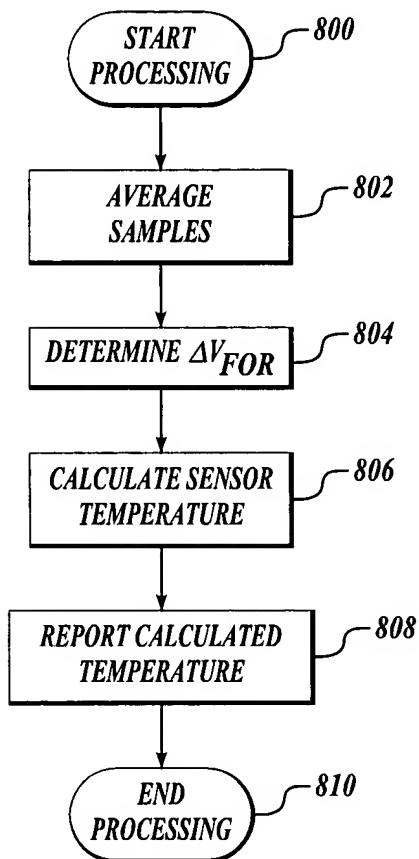 START
PROCESSING
800
AVERAGE
SAMPLES
802
DETERMINE ΔV_FOR
804
CALCULATE SENSOR
TEMPERATURE
806
REPORT CALCULATED
TEMPERATURE
808
END
PROCESSING
810